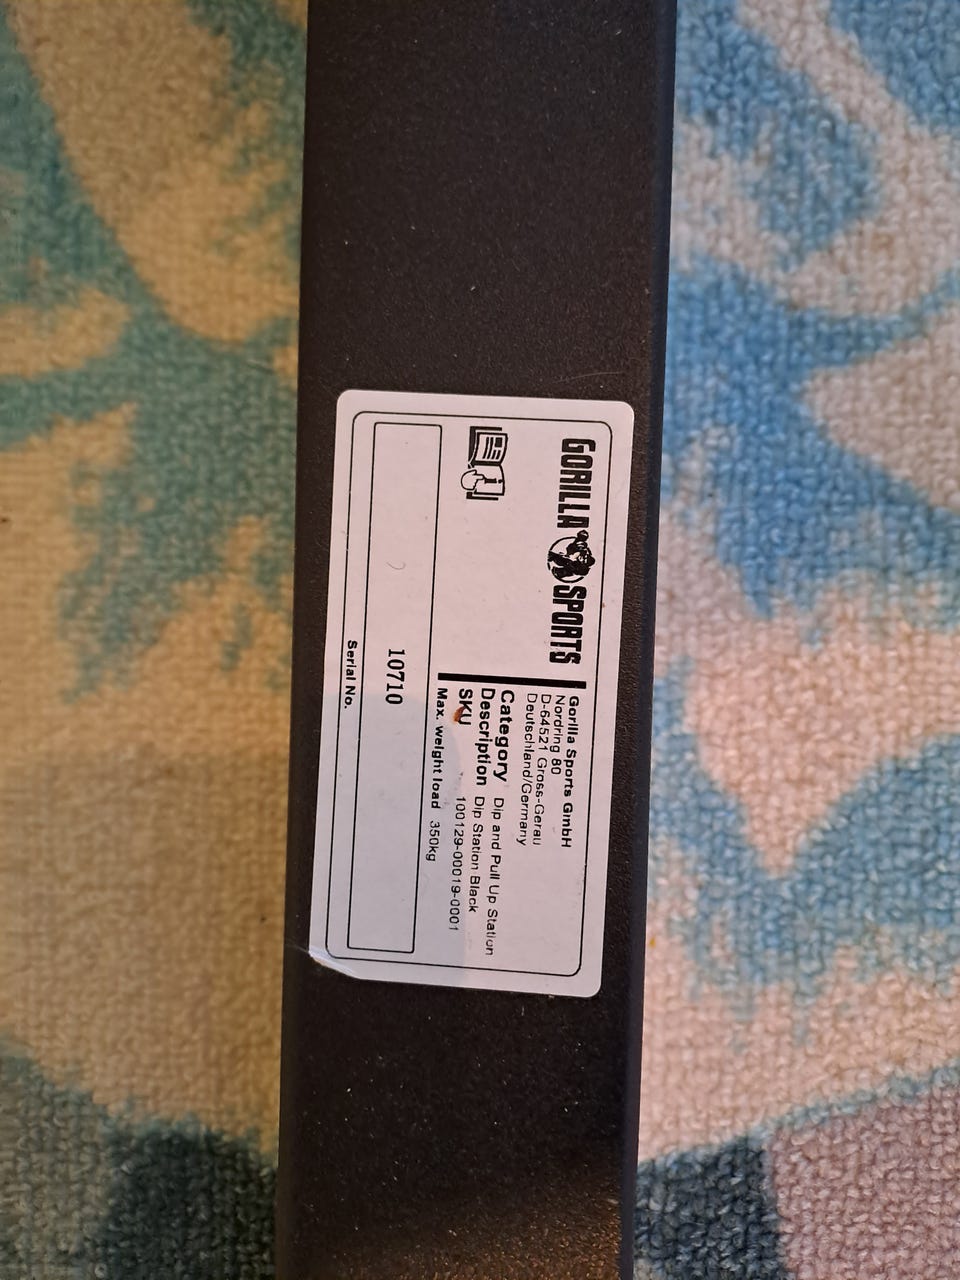 GORILLA SPORTS
Gorilla Sports GmbH
Nordring 80
D-64521 Gross-Gerau
Deutschland/Germany
Category Dip and Pull Up Station
Description Dip Station Black
SKU 100129-00019-0001
Max. weight load 350kg
10710
Serial No.